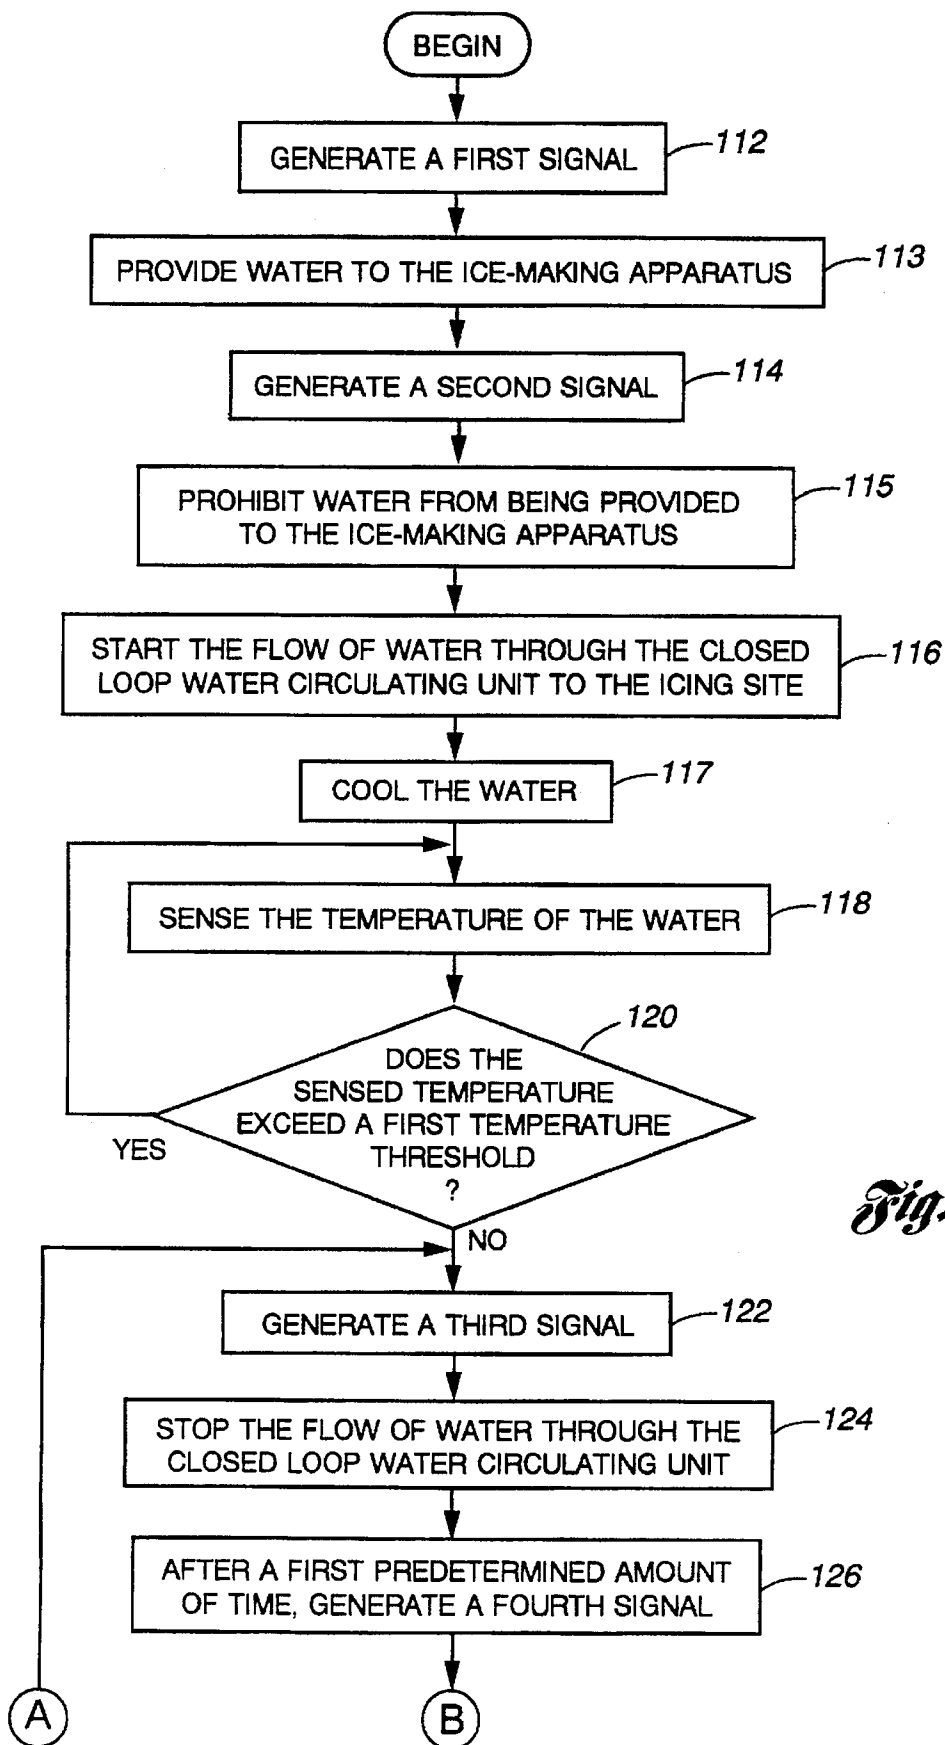 BEGIN
GENERATE A FIRST SIGNAL
112
PROVIDE WATER TO THE ICE-MAKING APPARATUS
113
GENERATE A SECOND SIGNAL
114
PROHIBIT WATER FROM BEING PROVIDED
TO THE ICE-MAKING APPARATUS
115
START THE FLOW OF WATER THROUGH THE CLOSED
LOOP WATER CIRCULATING UNIT TO THE ICING SITE
116
COOL THE WATER
117
SENSE THE TEMPERATURE OF THE WATER
118
120
DOES THE
SENSED TEMPERATURE
EXCEED A FIRST TEMPERATURE
THRESHOLD
?
YES
Fig.
NO
GENERATE A THIRD SIGNAL
122
STOP THE FLOW OF WATER THROUGH THE
CLOSED LOOP WATER CIRCULATING UNIT
124
AFTER A FIRST PREDETERMINED AMOUNT
OF TIME, GENERATE A FOURTH SIGNAL
126
A
B